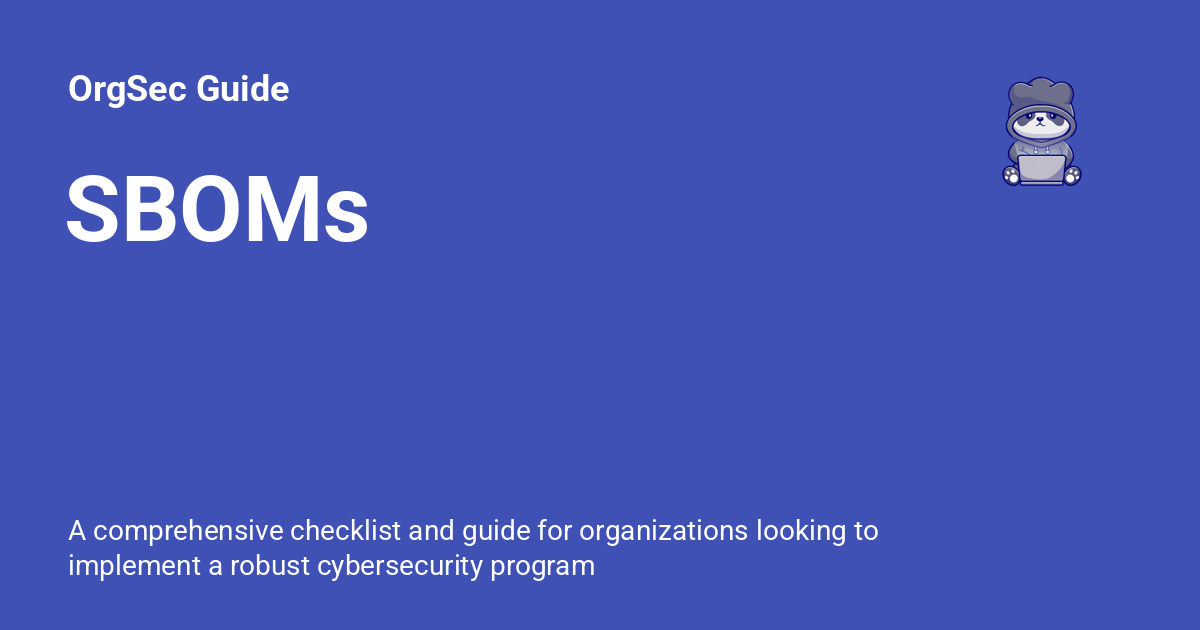 OrgSec Guide
SBOMs
A comprehensive checklist and guide for organizations looking to
implement a robust cybersecurity program